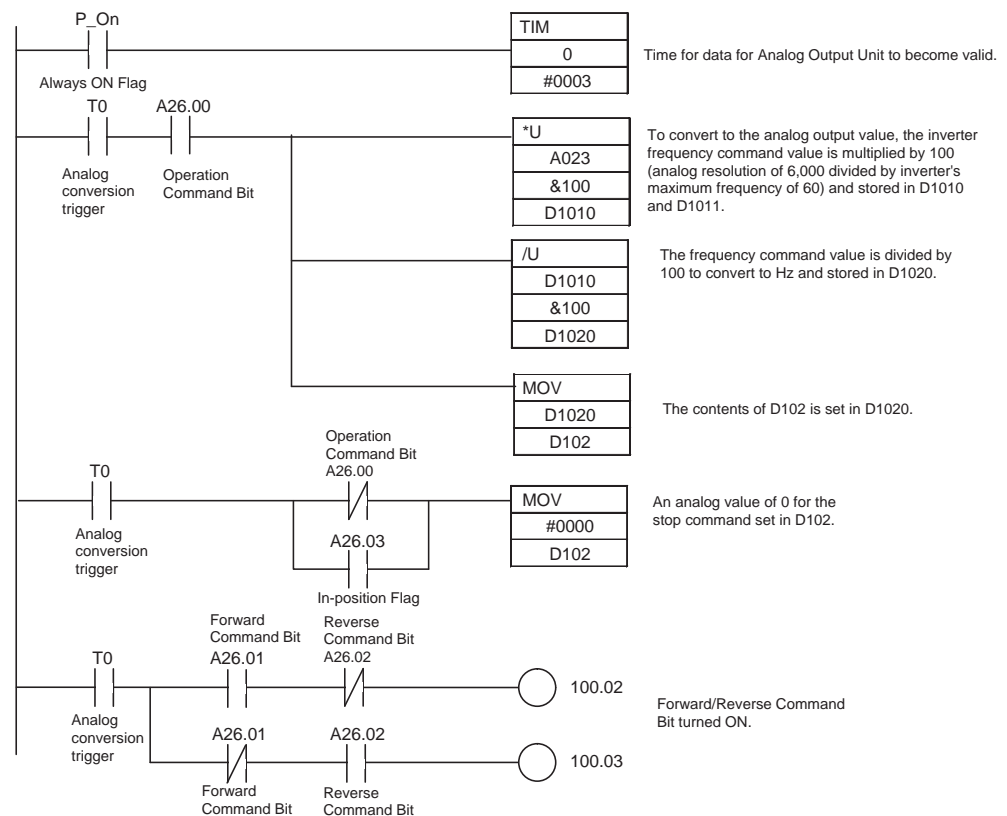 P_On
TIM
0
#0003
Time for data for Analog Output Unit to become valid.
Always ON Flag
T0
A26.00
Analog
conversion
trigger
Operation
Command Bit
*U
A023
&100
D1010
To convert to the analog output value, the inverter
frequency command value is multiplied by 100
(analog resolution of 6,000 divided by inverter's
maximum frequency of 60) and stored in D1010
and D1011.
/U
D1010
&100
D1020
The frequency command value is divided by
100 to convert to Hz and stored in D1020.
MOV
D1020
D102
The contents of D102 is set in D1020.
T0
Analog
conversion
trigger
Operation
Command Bit
A26.00
A26.03
In-position Flag
MOV
#0000
D102
An analog value of 0 for the
stop command set in D102.
T0
Analog
conversion
trigger
Forward
Command Bit
A26.01
Reverse
Command Bit
A26.02
100.02
Forward/Reverse Command
Bit turned ON.
A26.01
Forward
Command Bit
A26.02
Reverse
Command Bit
100.03